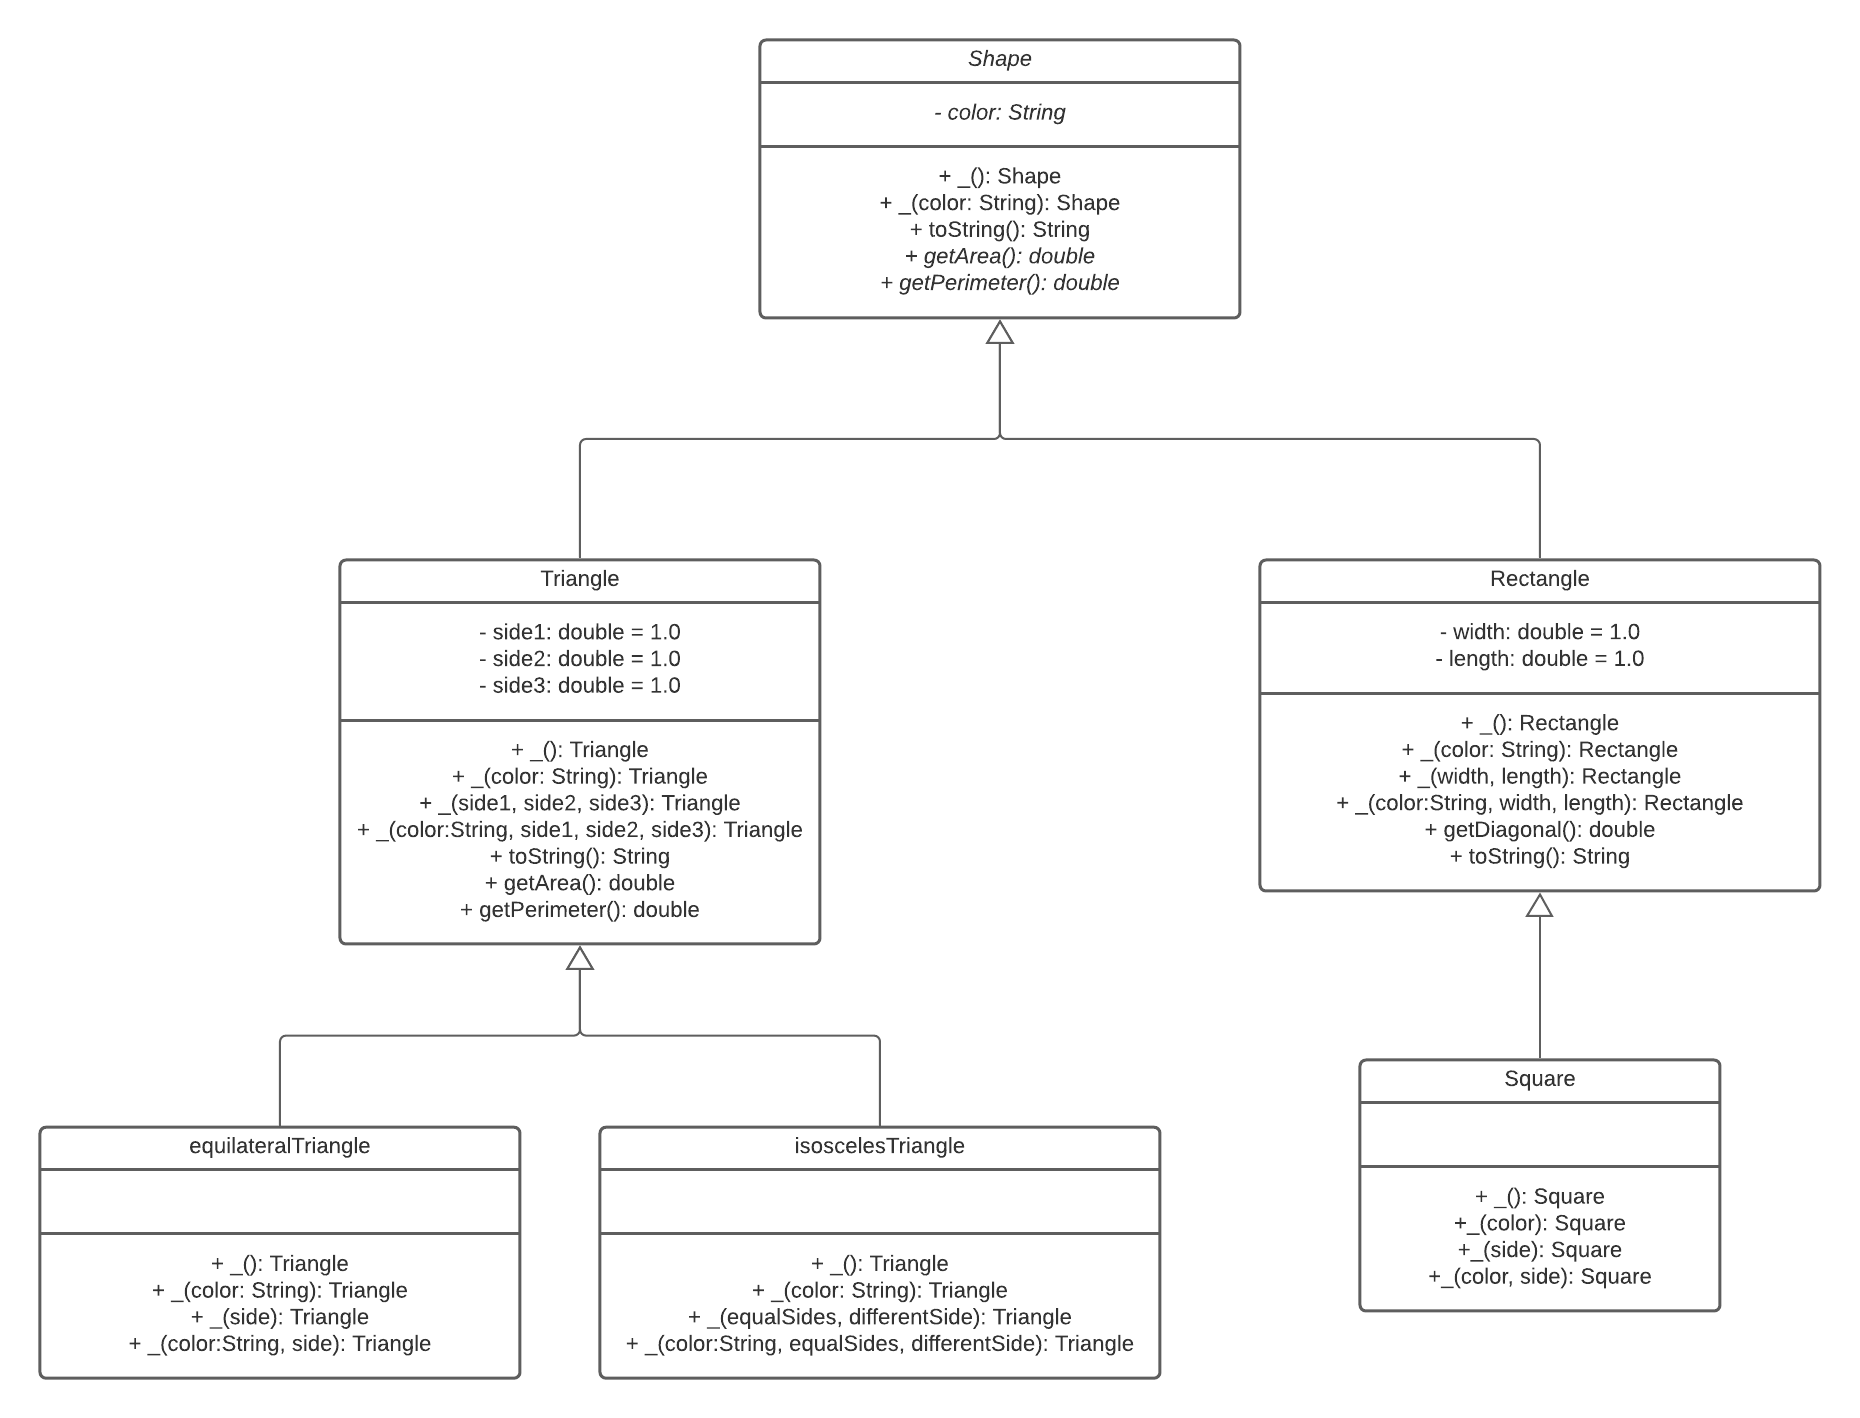 Shape
- color: String
+ _(): Shape
+ _(color: String): Shape
+ toString(): String
+ getArea(): double
+ getPerimeter(): double
Triangle
- side1: double = 1.0
- side2: double = 1.0
- side3: double = 1.0
+ _(): Triangle
+ _(color: String): Triangle
+ _(side1, side2, side3): Triangle
+ _(color:String, side1, side2, side3): Triangle
+ toString(): String
+ getArea(): double
+ getPerimeter(): double
Rectangle
- width: double = 1.0
- length: double = 1.0
+ _(): Rectangle
+ _(color: String): Rectangle
+ _(width, length): Rectangle
+ _(color:String, width, length): Rectangle
+ getDiagonal(): double
+ toString(): String
equilateralTriangle
+ _(): Triangle
+ _(color: String): Triangle
+ _(side): Triangle
+ _(color:String, side): Triangle
isoscelesTriangle
+ _(): Triangle
+ _(color: String): Triangle
+ _(equalSides, differentSide): Triangle
+ _(color:String, equalSides, differentSide): Triangle
Square
+ _(): Square
+_(color): Square
+_(side): Square
+_(color, side): Square